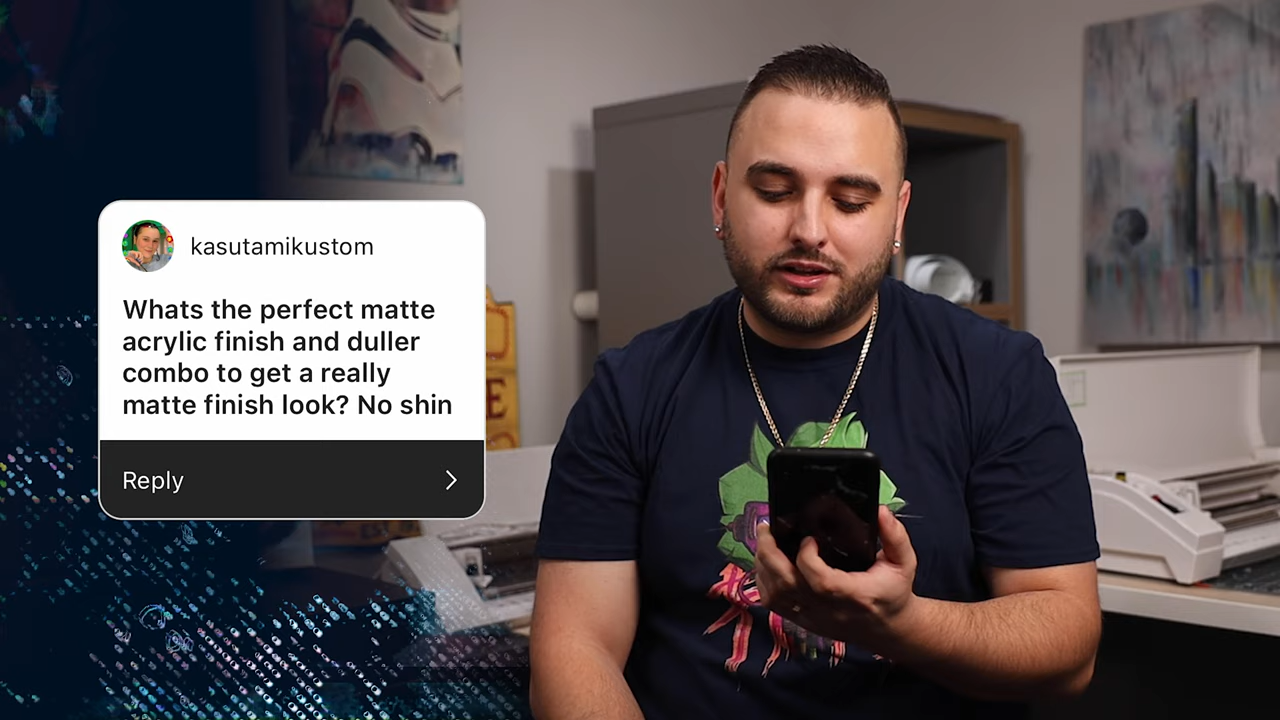 kasutamikustom
Whats the perfect matte
acrylic finish and duller
combo to get a really
matte finish look? No shin
Reply
E